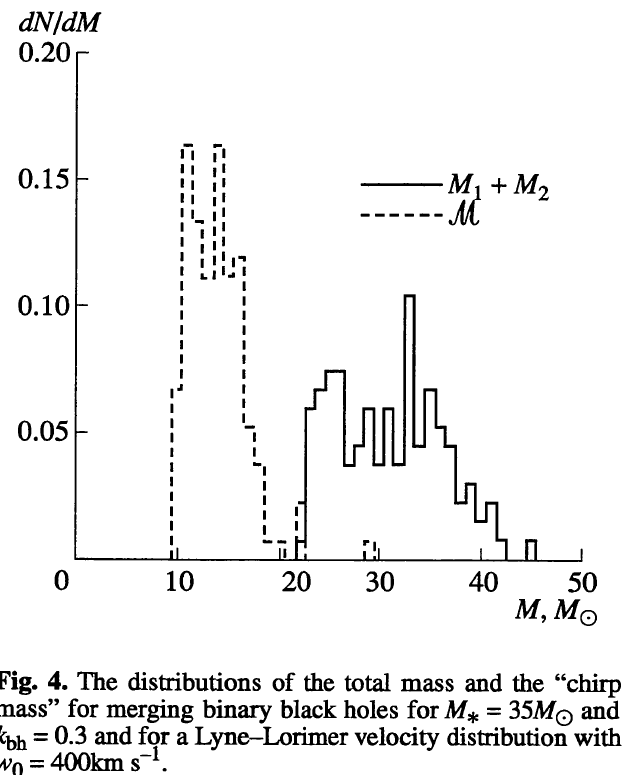 dN/dM
0.20
0.15
M₁ + M₂
ℳ
0.10
0.05
0 10 20 30 40 50
M, M⊙
Fig. 4. The distributions of the total mass and the “chirp
mass” for merging binary black holes for M* = 35M⊙ and
k_bh = 0.3 and for a Lyne–Lorimer velocity distribution with
w₀ = 400km s⁻¹.